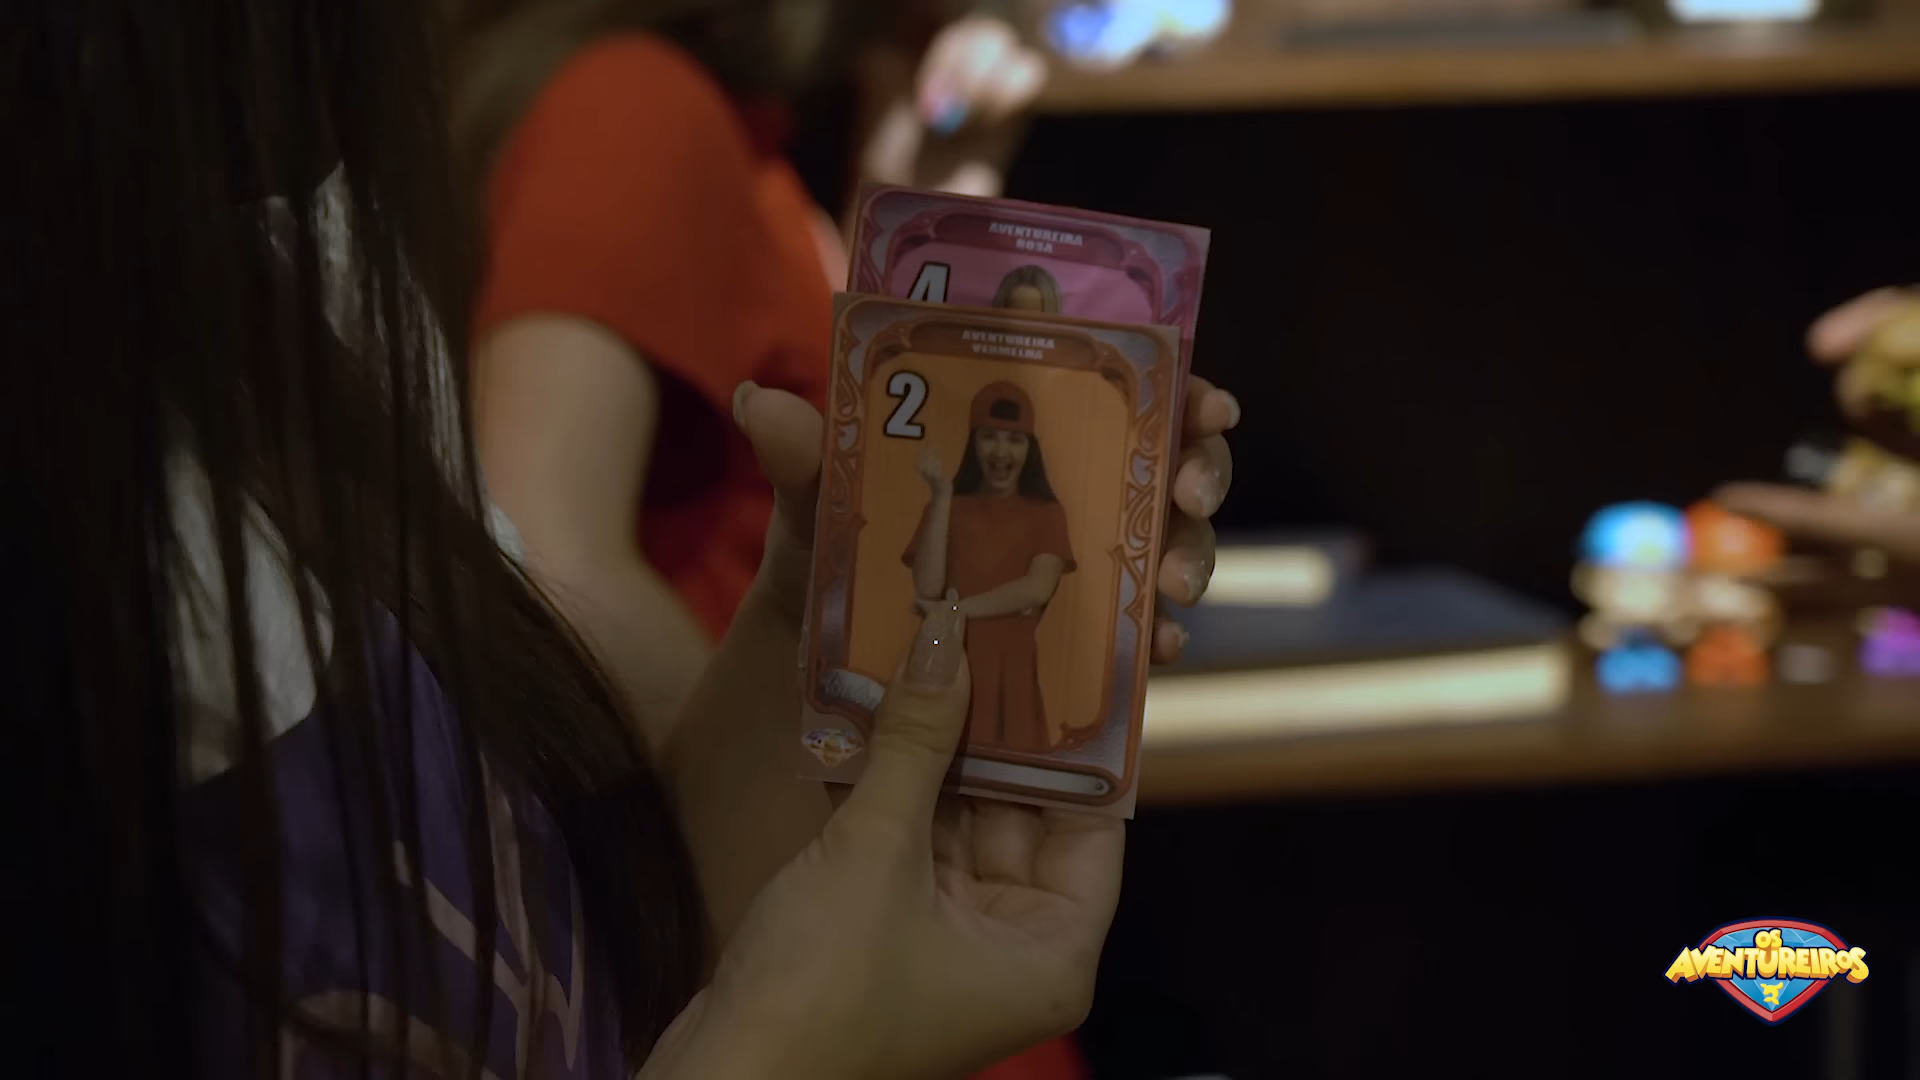 AVENTUREIRA
ROSA
4
AVENTUREIRA
VERMELHA
2
OS
AVENTUREIROS